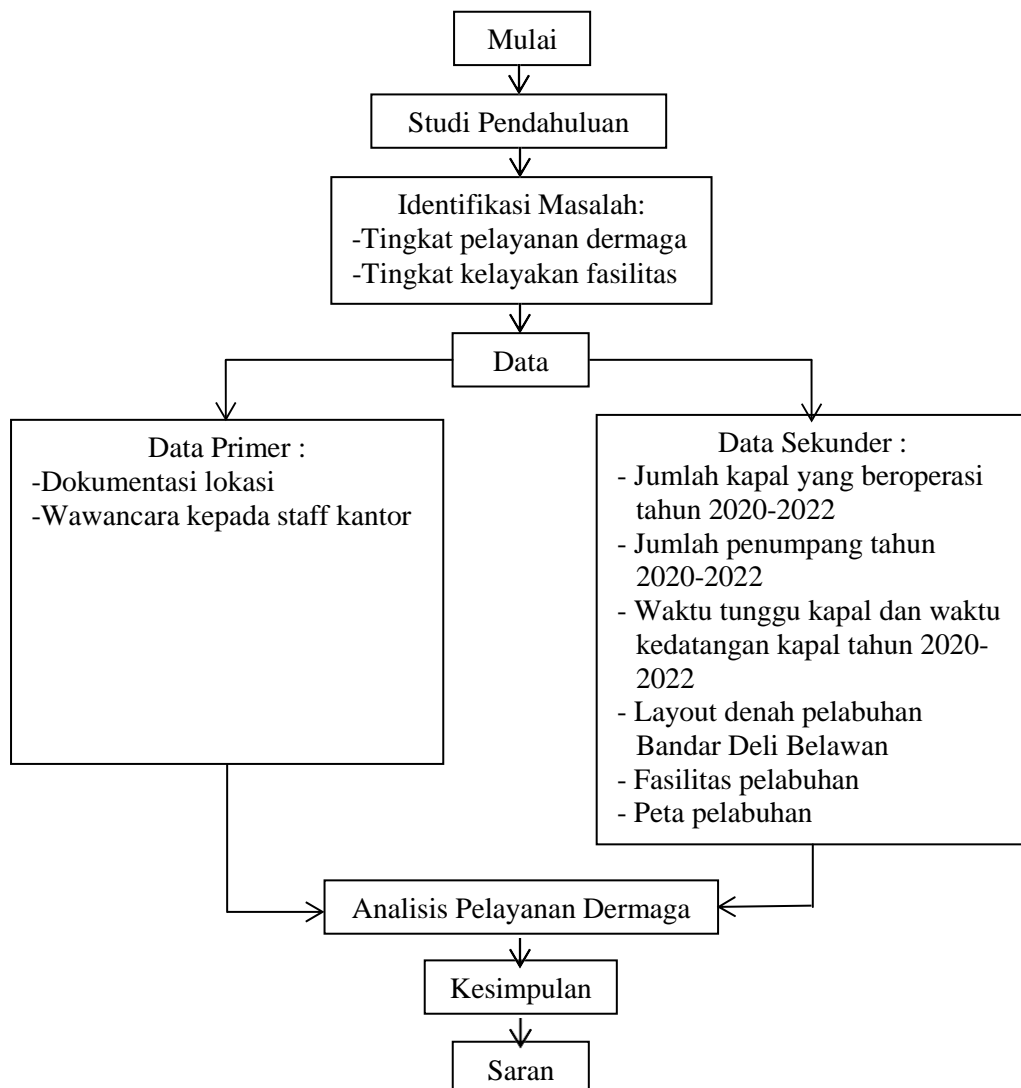 Mulai
Studi Pendahuluan
Identifikasi Masalah:
-Tingkat pelayanan dermaga
-Tingkat kelayakan fasilitas
Data
Data Primer :
-Dokumentasi lokasi
-Wawancara kepada staff kantor
Data Sekunder :
- Jumlah kapal yang beroperasi
tahun 2020-2022
- Jumlah penumpang tahun
2020-2022
- Waktu tunggu kapal dan waktu
kedatangan kapal tahun 2020-
2022
- Layout denah pelabuhan
Bandar Deli Belawan
- Fasilitas pelabuhan
- Peta pelabuhan
Analisis Pelayanan Dermaga
Kesimpulan
Saran